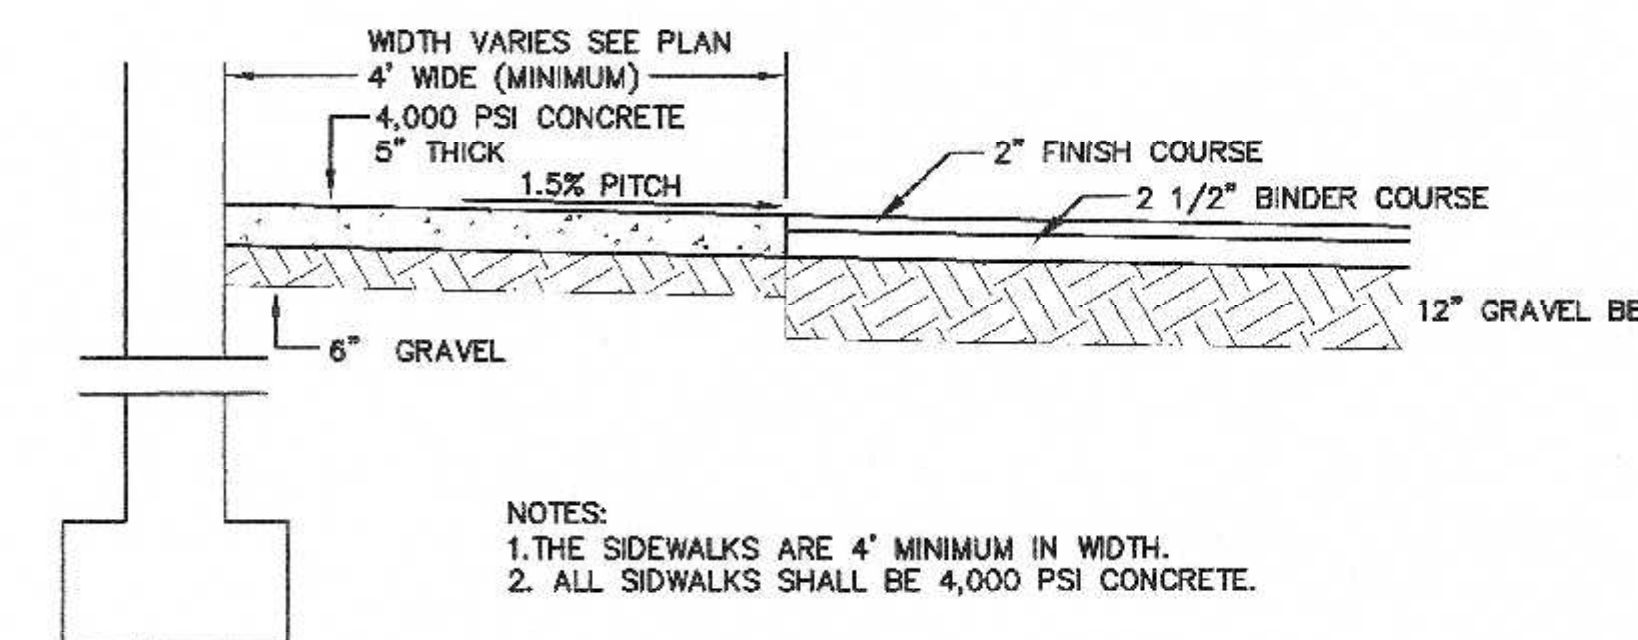 WIDTH VARIES SEE PLAN
4' WIDE (MINIMUM)
4,000 PSI CONCRETE
5" THICK
1.5% PITCH
2" FINISH COURSE
2 1/2" BINDER COURSE
12" GRAVEL BE
6" GRAVEL
NOTES:
1.THE SIDEWALKS ARE 4' MINIMUM IN WIDTH.
2. ALL SIDWALKS SHALL BE 4,000 PSI CONCRETE.